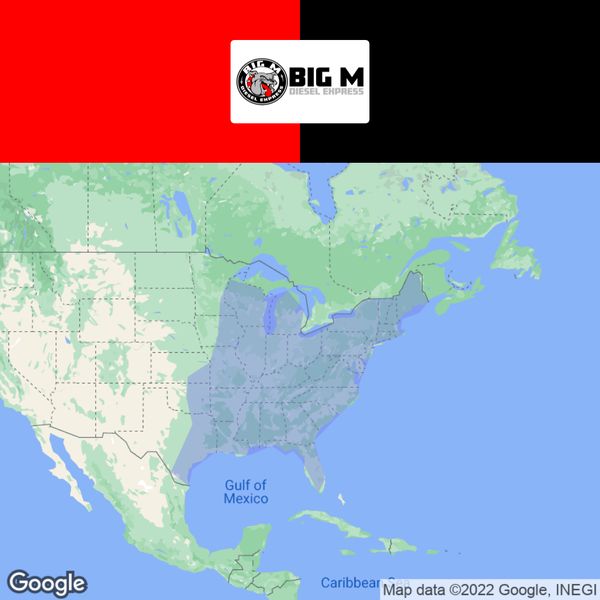 BIG M
DIESEL EXPRESS
BIG M
DIESEL EXPRESS
Gulf of
Mexico
Caribbean Sea
Google
Map data ©2022 Google, INEGI